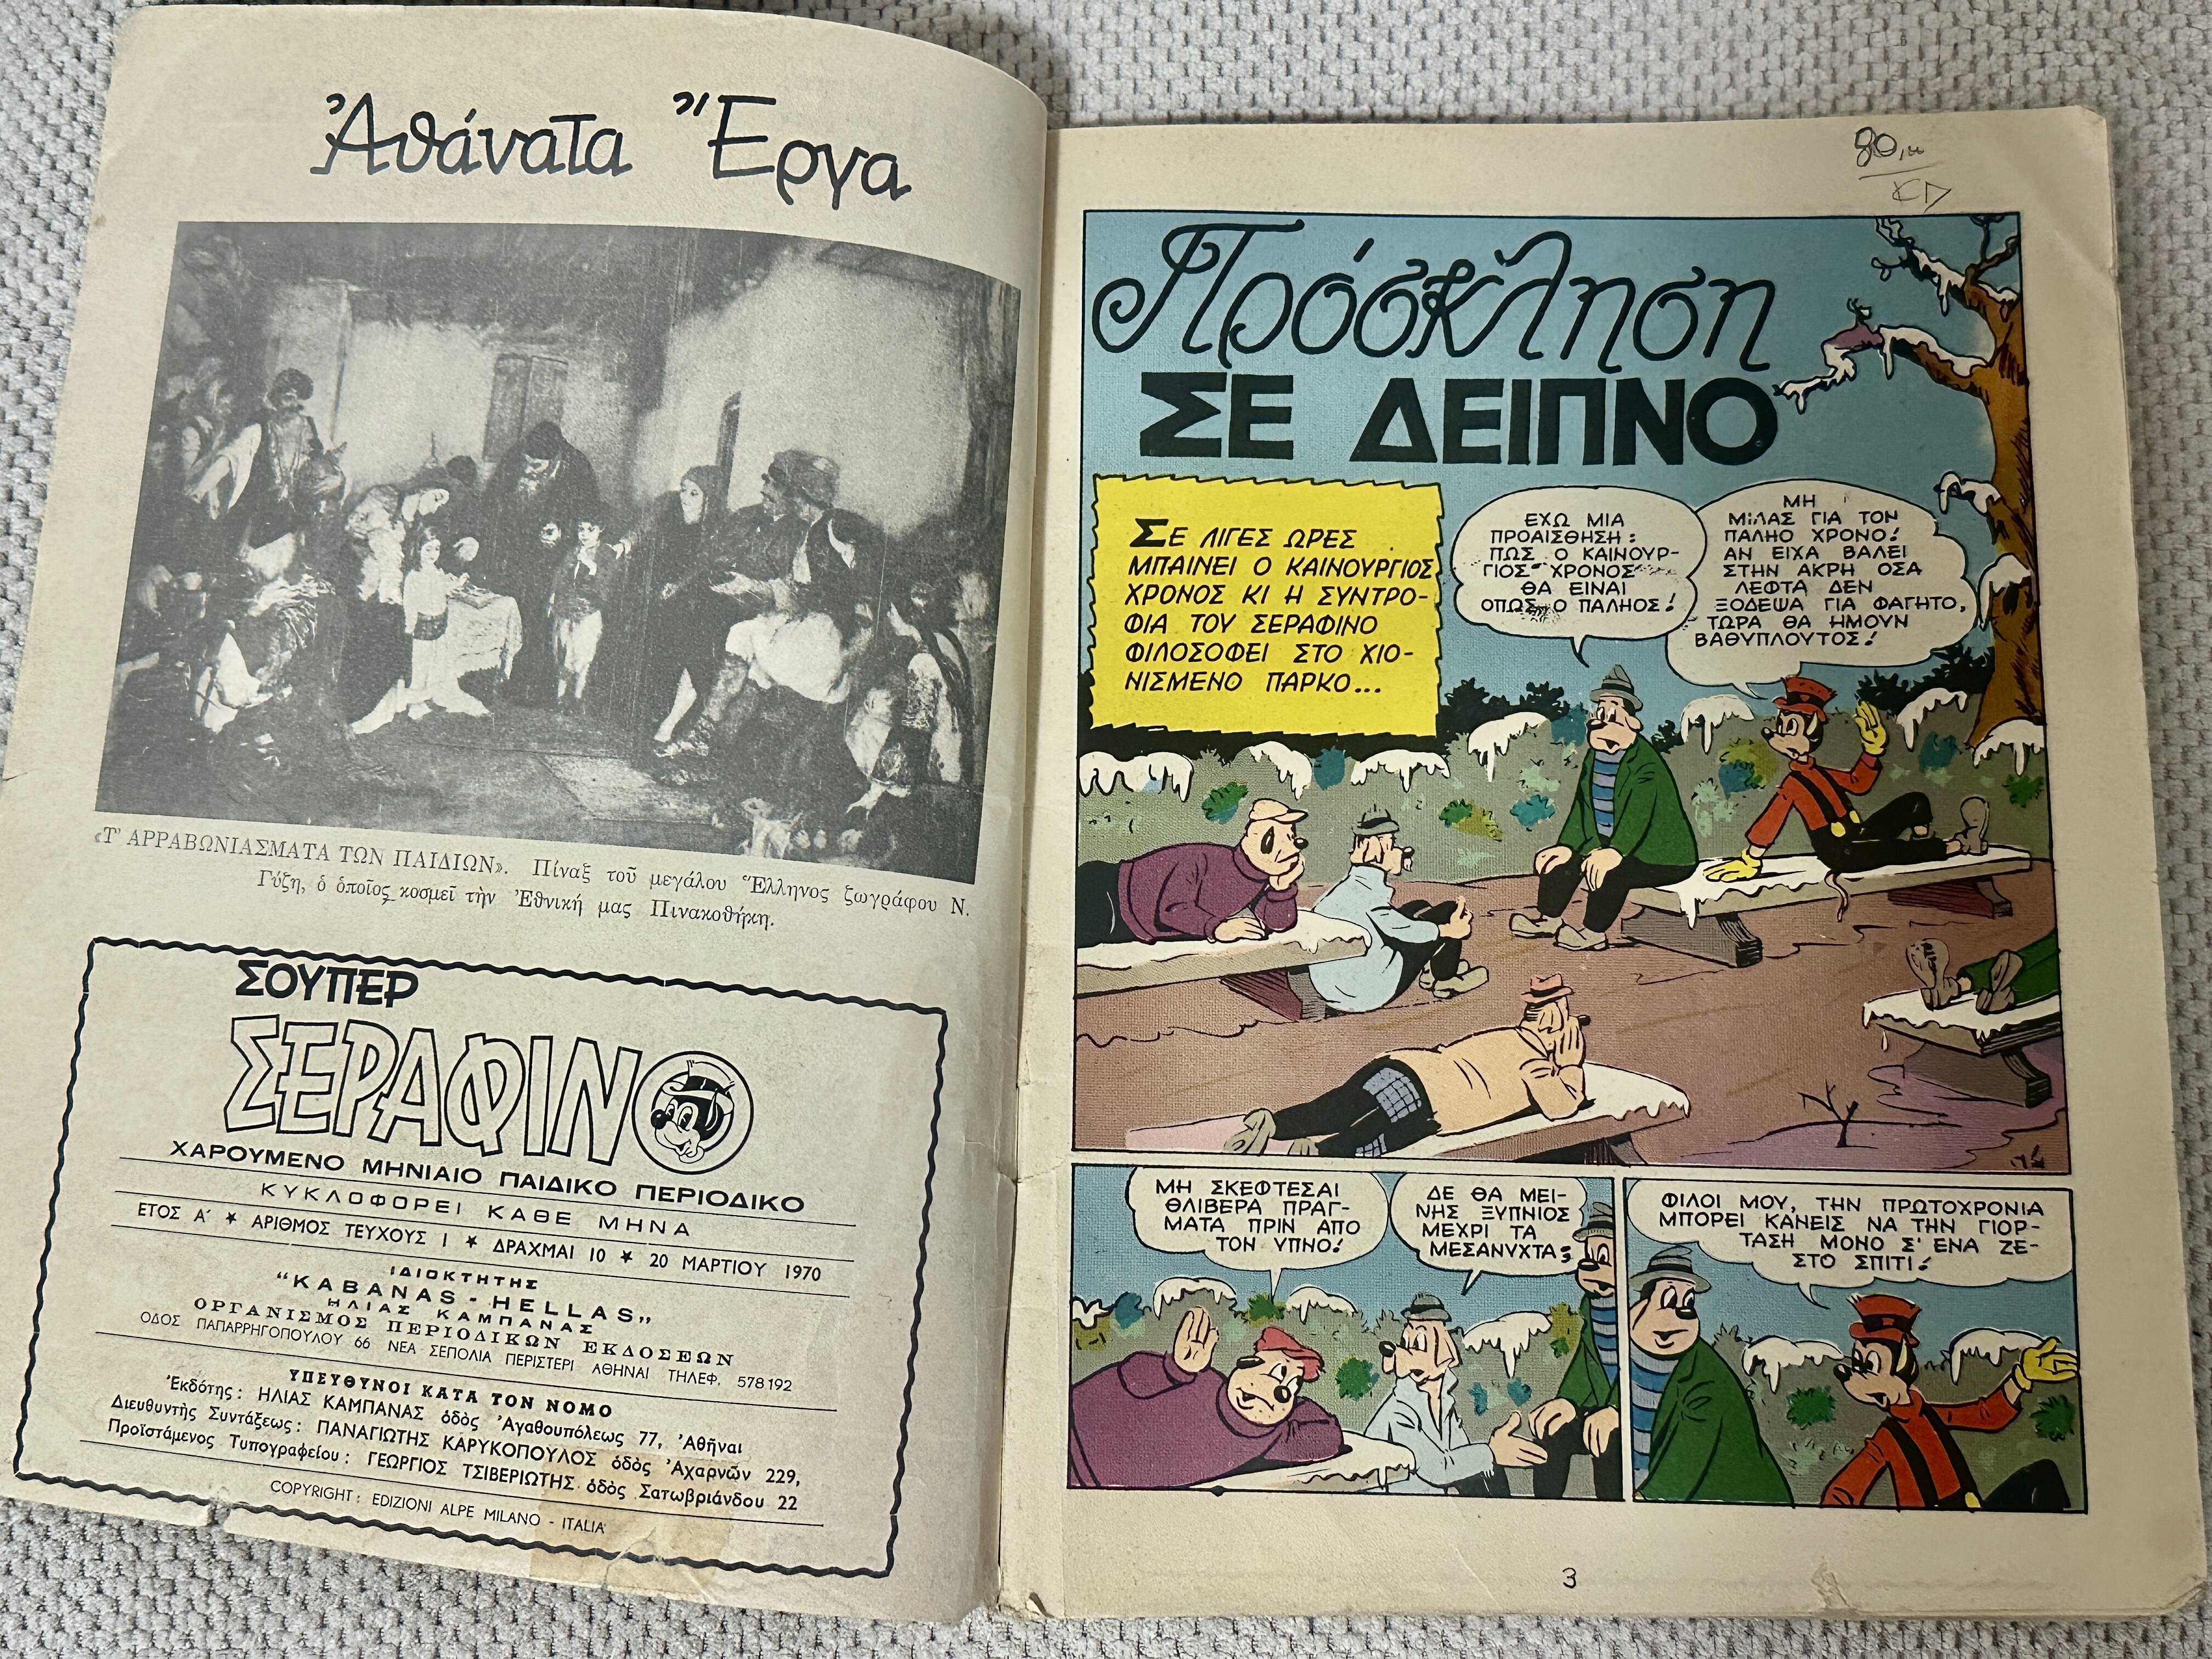 Ἀθάνατα Ἔργα
«Τ' ΑΡΡΑΒΩΝΙΑΣΜΑΤΑ ΤΩΝ ΠΑΙΔΙΩΝ». Πίναξ τοῦ μεγάλου Ἕλληνος ζωγράφου Ν.
Γύζη, ὁ ὁποῖος κοσμεῖ τὴν Ἐθνική μας Πινακοθήκη.
ΣΟΥΠΕΡ
ΣΕΡΑΦΙΝΟ
ΧΑΡΟΥΜΕΝΟ ΜΗΝΙΑΙΟ ΠΑΙΔΙΚΟ ΠΕΡΙΟΔΙΚΟ
ΚΥΚΛΟΦΟΡΕΙ ΚΑΘΕ ΜΗΝΑ
ΕΤΟΣ Α' ★ ΑΡΙΘΜΟΣ ΤΕΥΧΟΥΣ 1 ★ ΔΡΑΧΜΑΙ 10 ★ 20 ΜΑΡΤΙΟΥ 1970
ΙΔΙΟΚΤΗΤΗΣ
"KABANAS - HELLAS"
ΗΛΙΑΣ ΚΑΜΠΑΝΑΣ
ΟΡΓΑΝΙΣΜΟΣ ΠΕΡΙΟΔΙΚΩΝ ΕΚΔΟΣΕΩΝ
ΟΔΟΣ ΠΑΠΑΡΡΗΓΟΠΟΥΛΟΥ 66 ΝΕΑ ΣΕΠΟΛΙΑ ΠΕΡΙΣΤΕΡΙ ΑΘΗΝΑΙ ΤΗΛΕΦ. 578192
ΥΠΕΥΘΥΝΟΙ ΚΑΤΑ ΤΟΝ ΝΟΜΟ
Ἐκδότης: ΗΛΙΑΣ ΚΑΜΠΑΝΑΣ ὁδὸς Ἀγαθουπόλεως 77, Ἀθῆναι
Διευθυντὴς Συντάξεως: ΠΑΝΑΓΙΩΤΗΣ ΚΑΡΥΚΟΠΟΥΛΟΣ ὁδὸς Ἀχαρνῶν 229,
Προϊστάμενος Τυπογραφείου: ΓΕΩΡΓΙΟΣ ΤΣΙΒΕΡΙΩΤΗΣ ὁδὸς Σατωβριάνδου 22
COPYRIGHT: EDIZIONI ALPE MILANO - ITALIA
80,
Πρόσκληση
ΣΕ ΔΕΙΠΝΟ
ΣΕ ΛΙΓΕΣ ΩΡΕΣ
ΜΠΑΙΝΕΙ Ο ΚΑΙΝΟΥΡΓΙΟΣ
ΧΡΟΝΟΣ ΚΙ Η ΣΥΝΤΡΟ-
ΦΙΑ ΤΟΥ ΣΕΡΑΦΙΝΟ
ΦΙΛΟΣΟΦΕΙ ΣΤΟ ΧΙΟ-
ΝΙΣΜΕΝΟ ΠΑΡΚΟ...
ΕΧΩ ΜΙΑ
ΠΡΟΑΙΣΘΗΣΗ:
ΠΩΣ Ο ΚΑΙΝΟΥΡ-
ΓΙΟΣ ΧΡΟΝΟΣ
ΘΑ ΕΙΝΑΙ
ΟΠΩΣ Ο ΠΑΛΗΟΣ!
ΜΗ
ΜΙΛΑΣ ΓΙΑ ΤΟΝ
ΠΑΛΗΟ ΧΡΟΝΟ!
ΑΝ ΕΙΧΑ ΒΑΛΕΙ
ΣΤΗΝ ΑΚΡΗ ΟΣΑ
ΛΕΦΤΑ ΔΕΝ
ΞΟΔΕΨΑ ΓΙΑ ΦΑΓΗΤΟ,
ΤΩΡΑ ΘΑ ΗΜΟΥΝ
ΒΑΘΥΠΛΟΥΤΟΣ!
ΜΗ ΣΚΕΦΤΕΣΑΙ
ΘΛΙΒΕΡΑ ΠΡΑΓ-
ΜΑΤΑ ΠΡΙΝ ΑΠΟ
ΤΟΝ ΥΠΝΟ!
ΔΕ ΘΑ ΜΕΙ-
ΝΗΣ ΞΥΠΝΙΟΣ
ΜΕΧΡΙ ΤΑ
ΜΕΣΑΝΥΧΤΑ;
ΦΙΛΟΙ ΜΟΥ, ΤΗΝ ΠΡΩΤΟΧΡΟΝΙΑ
ΜΠΟΡΕΙ ΚΑΝΕΙΣ ΝΑ ΤΗΝ ΓΙΟΡ-
ΤΑΣΗ ΜΟΝΟ Σ' ΕΝΑ ΖΕ-
ΣΤΟ ΣΠΙΤΙ!
3